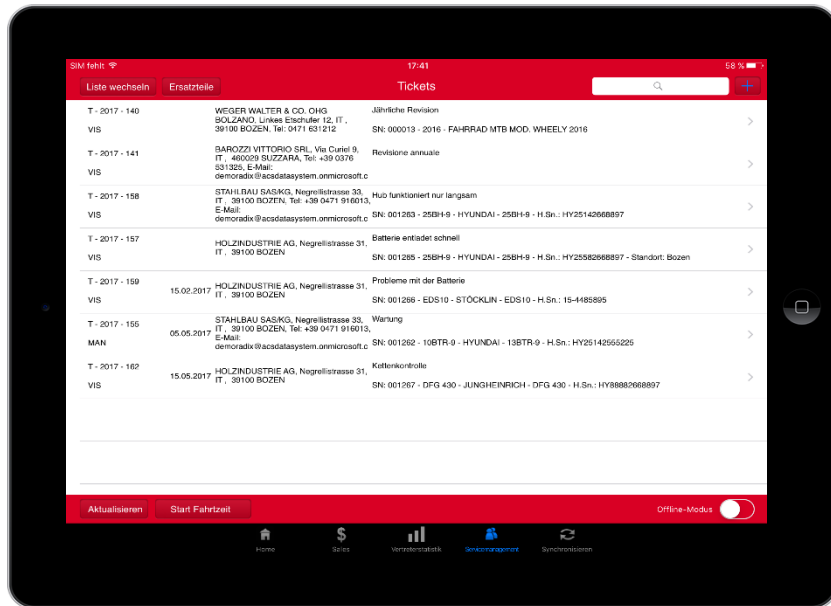 SIM fehlt 17:41 58 %
Liste wechseln Ersatzteile Tickets
T - 2017 - 140
VIS
WEGER WALTER & CO. OHG
BOLZANO, Linkes Etschufer 12, IT ,
39100 BOZEN, Tel: 0471 631212
Jährliche Revision
SN: 000013 - 2016 - FAHRRAD MTB MOD. WHEELY 2016
T - 2017 - 141
VIS
BAROZZI VITTORIO SRL, Via Curiel 9,
IT , 460029 SUZZARA, Tel: +39 0376
531325, E-Mail:
demoradix@acsdatasystem.onmicrosoft.c
Revisione annuale
T - 2017 - 158
VIS
STAHLBAU SAS/KG, Negrellistrasse 33,
IT , 39100 BOZEN, Tel: +39 0471 916013,
E-Mail:
demoradix@acsdatasystem.onmicrosoft.c
Hub funktioniert nur langsam
SN: 001263 - 25BH-9 - HYUNDAI - 25BH-9 - H.Sn.: HY25142668897
T - 2017 - 157
VIS
HOLZINDUSTRIE AG, Negrellistrasse 31,
IT , 39100 BOZEN
Batterie entladet schnell
SN: 001265 - 25BH-9 - HYUNDAI - 25BH-9 - H.Sn.: HY25582668897 - Standort: Bozen
T - 2017 - 159
VIS
15.02.2017
HOLZINDUSTRIE AG, Negrellistrasse 31,
IT , 39100 BOZEN
Probleme mit der Batterie
SN: 001266 - EDS10 - STÖCKLIN - EDS10 - H.Sn.: 15-4485895
T - 2017 - 155
MAN
05.05.2017
STAHLBAU SAS/KG, Negrellistrasse 33,
IT , 39100 BOZEN, Tel: +39 0471 916013,
E-Mail:
demoradix@acsdatasystem.onmicrosoft.c
Wartung
SN: 001262 - 10BTR-9 - HYUNDAI - 13BTR-9 - H.Sn.: HY25142555225
T - 2017 - 162
VIS
15.05.2017
HOLZINDUSTRIE AG, Negrellistrasse 31,
IT , 39100 BOZEN
Kettenkontrolle
SN: 001267 - DFG 430 - JUNGHEINRICH - DFG 430 - H.Sn.: HY88882668897
Aktualisieren Start Fahrtzeit Offline-Modus
Home Sales Vertreterstatistik Servicemanagement Synchronisieren